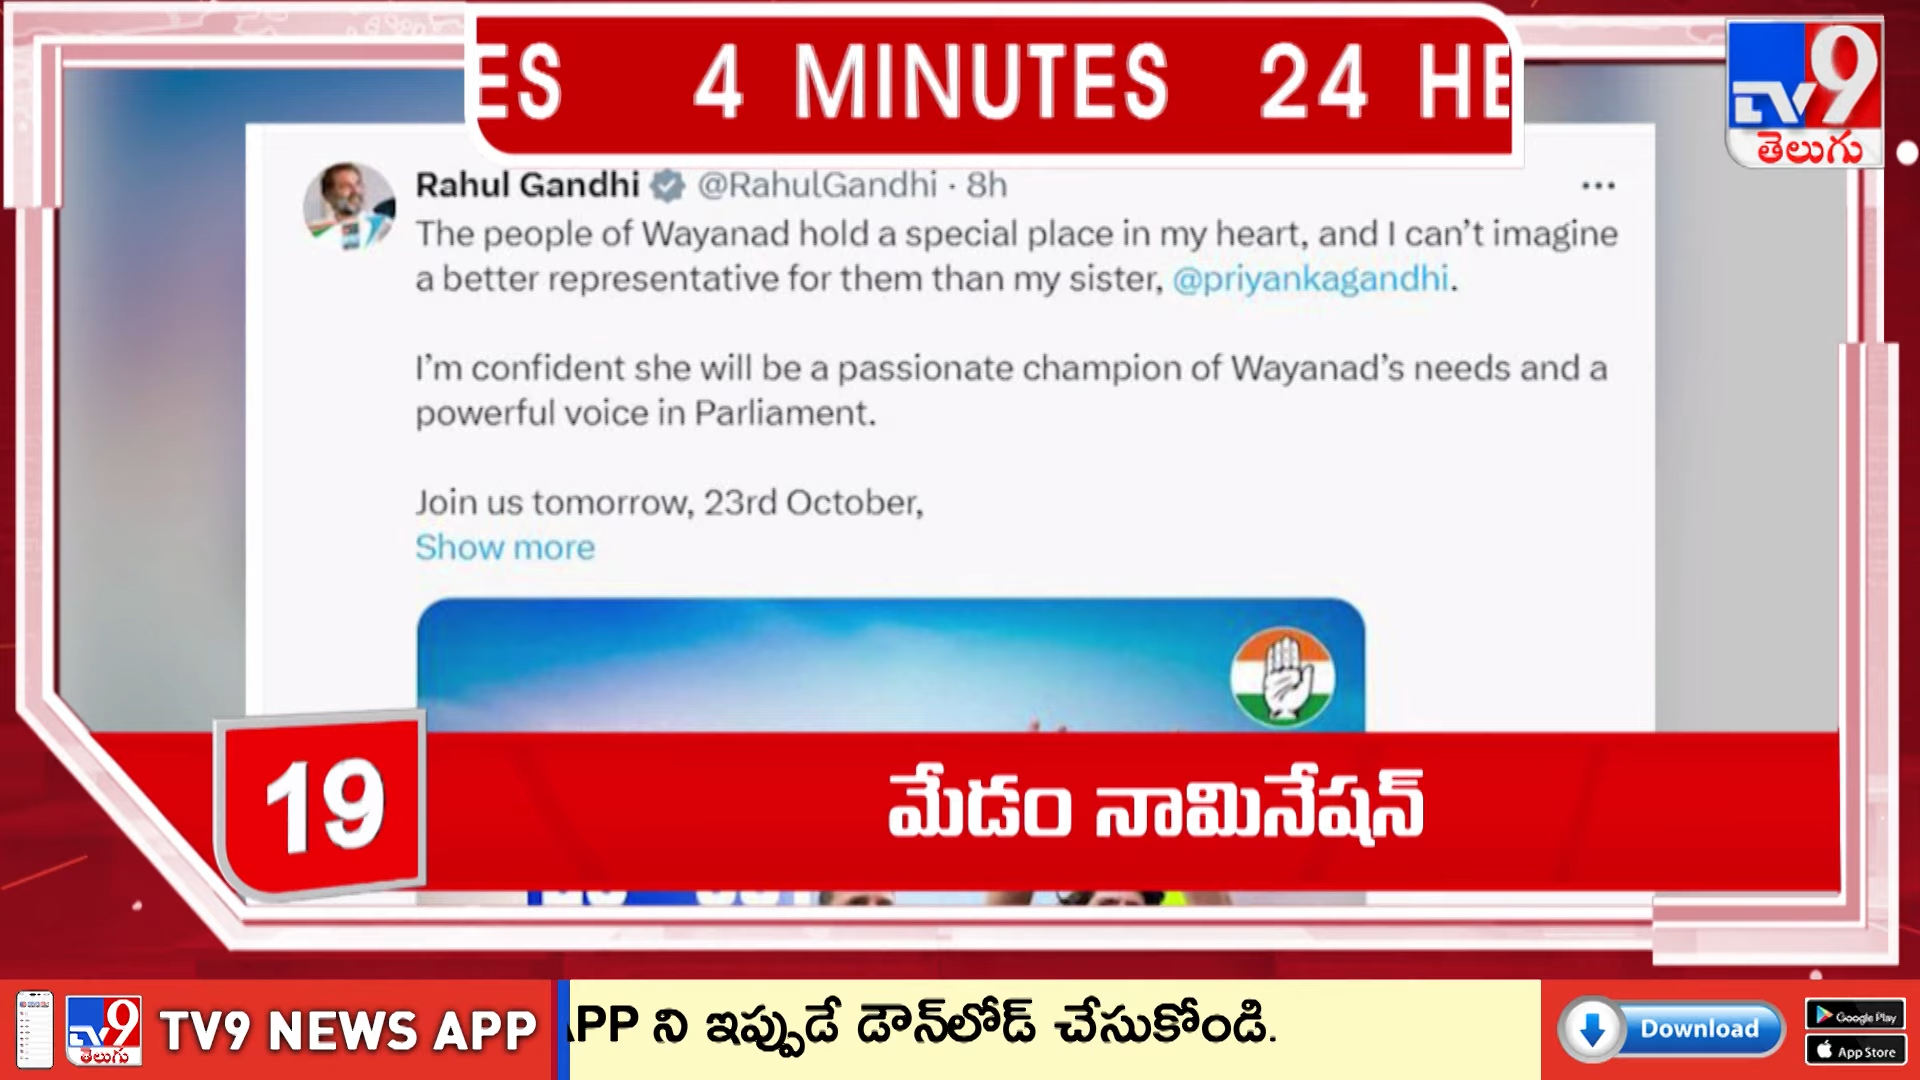 ES 4 MINUTES 24 HE
TV9
తెలుగు
Rahul Gandhi @RahulGandhi · 8h
The people of Wayanad hold a special place in my heart, and I can’t imagine
a better representative for them than my sister, @priyankagandhi.
I’m confident she will be a passionate champion of Wayanad’s needs and a
powerful voice in Parliament.
Join us tomorrow, 23rd October,
Show more
19
మేడం నామినేషన్
TV9
తెలుగు
TV9 NEWS APP
APP ని ఇప్పుడే డౌన్‌లోడ్ చేసుకోండి.
Download
Google Play
App Store